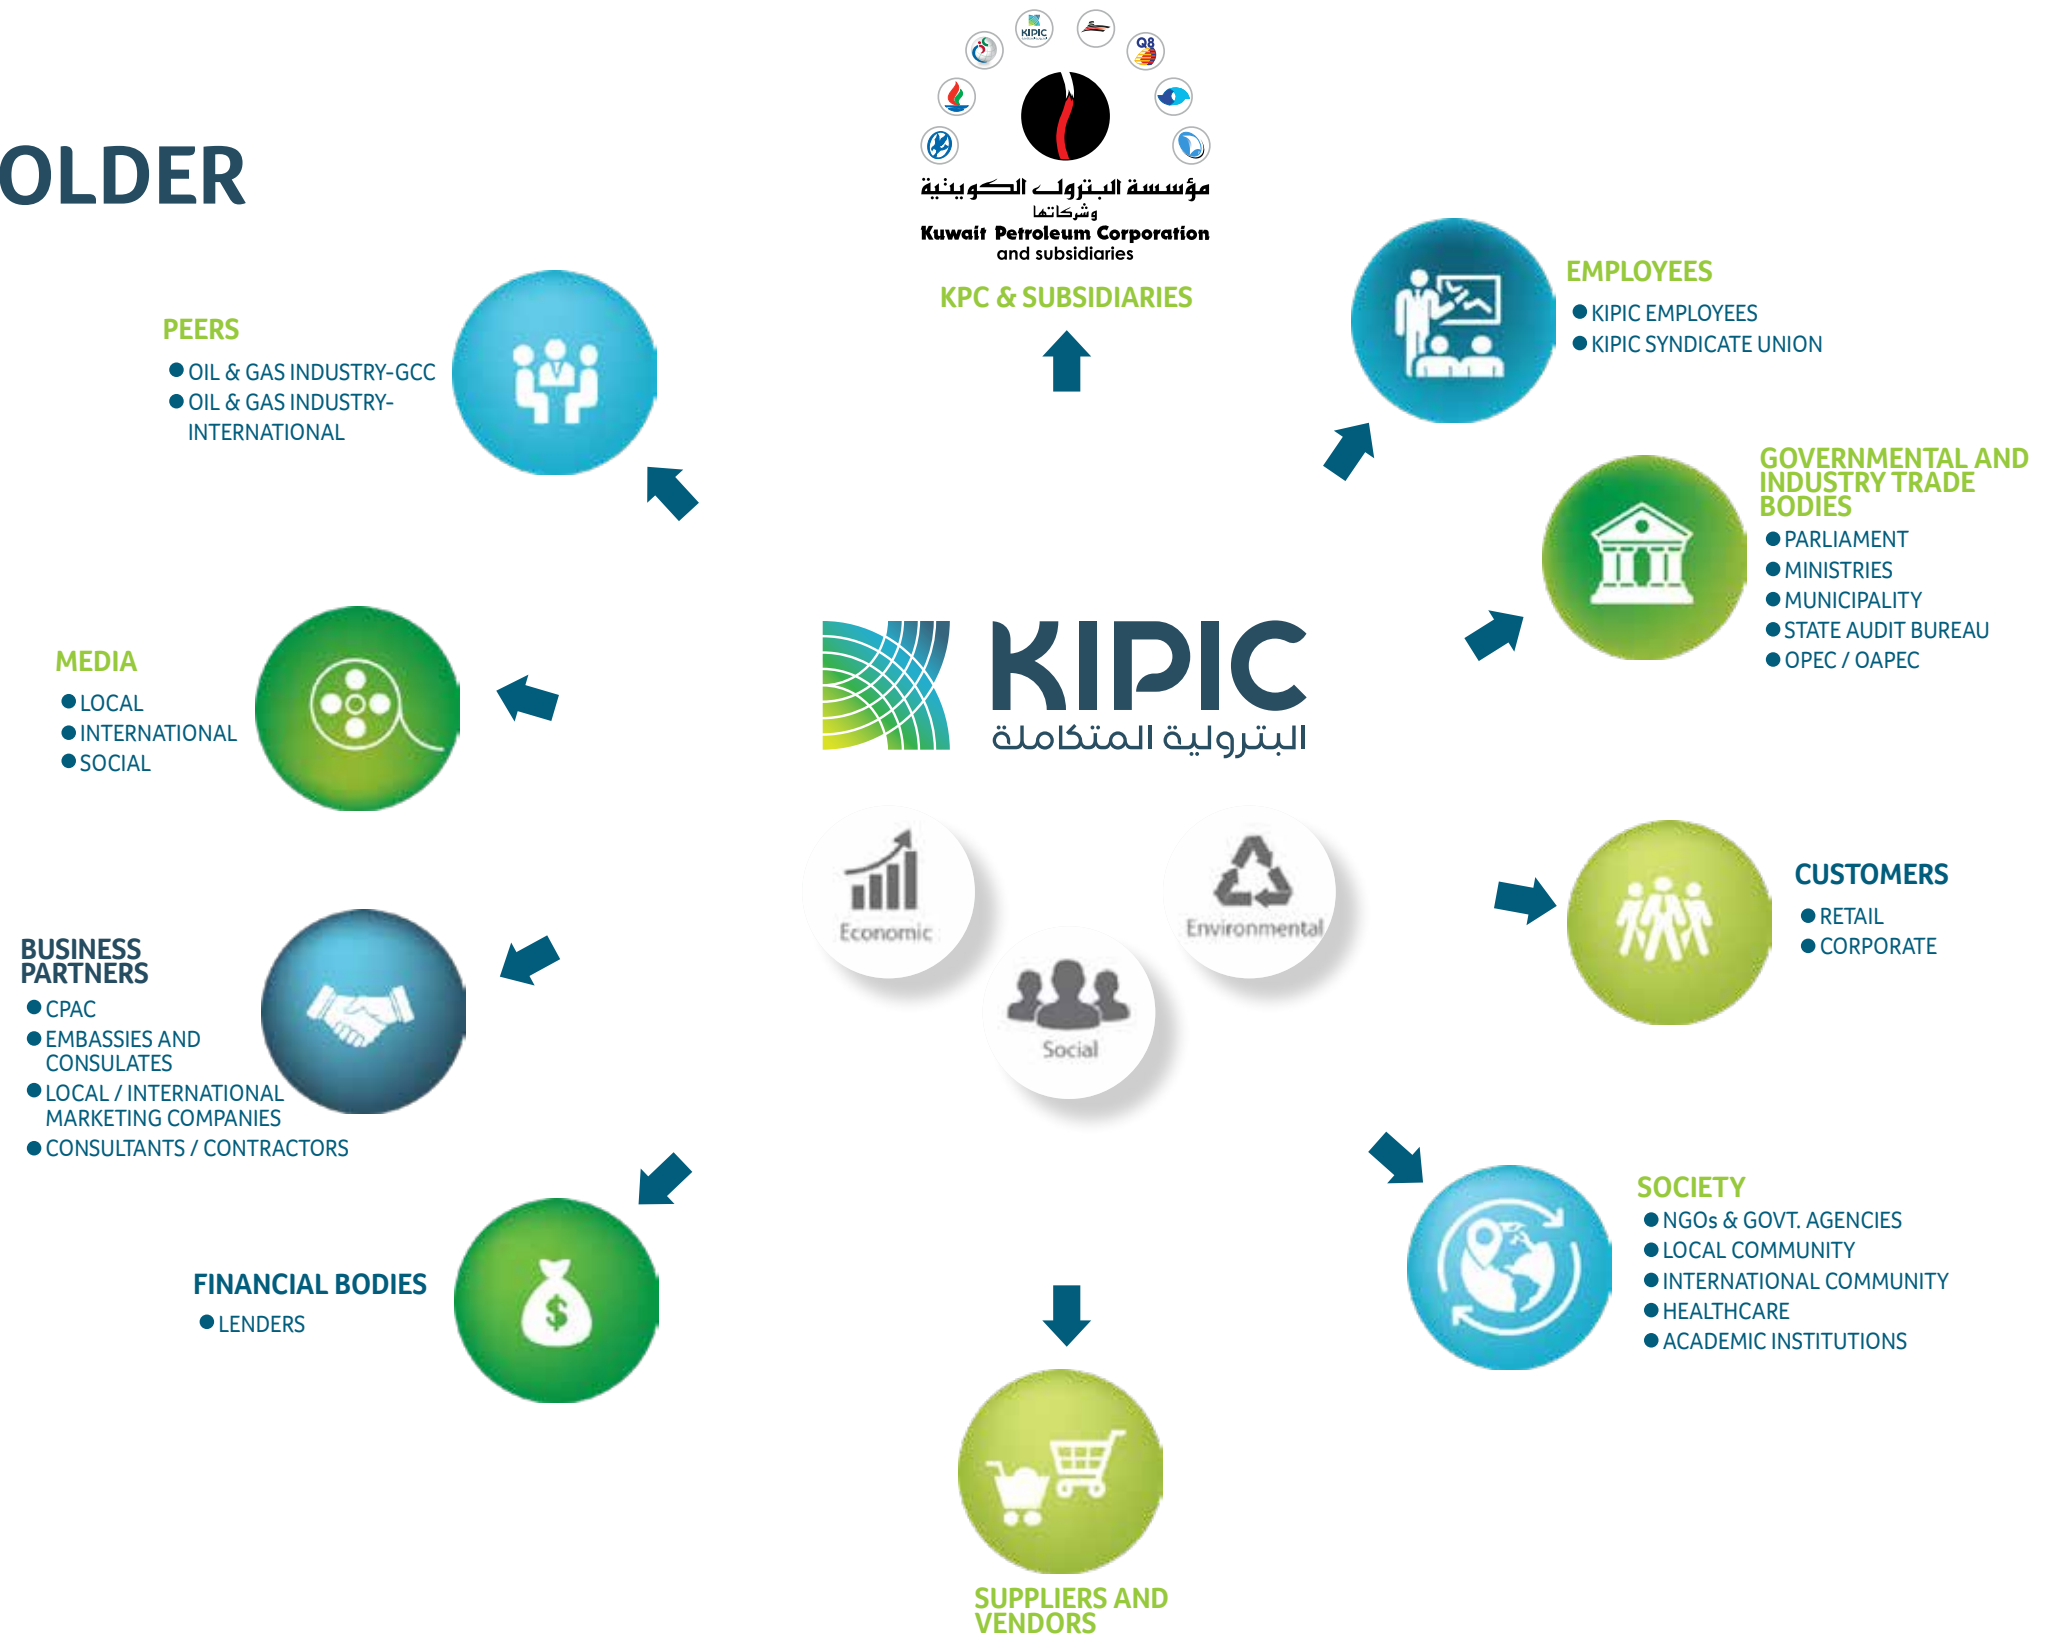 KIPIC
Q8
OLDER
مؤسسة البترول الكويتية
وشركاتها
Kuwait Petroleum Corporation
and subsidiaries
KPC & SUBSIDIARIES
EMPLOYEES
KIPIC EMPLOYEES
KIPIC SYNDICATE UNION
PEERS
OIL & GAS INDUSTRY-GCC
OIL & GAS INDUSTRY-
INTERNATIONAL
GOVERNMENTAL AND
INDUSTRY TRADE
BODIES
PARLIAMENT
MINISTRIES
MUNICIPALITY
STATE AUDIT BUREAU
OPEC / OAPEC
MEDIA
LOCAL
INTERNATIONAL
SOCIAL
KIPIC
البترولية المتكاملة
Economic
Environmental
Social
CUSTOMERS
RETAIL
CORPORATE
BUSINESS
PARTNERS
CPAC
EMBASSIES AND
CONSULATES
LOCAL / INTERNATIONAL
MARKETING COMPANIES
CONSULTANTS / CONTRACTORS
SOCIETY
NGOs & GOVT. AGENCIES
LOCAL COMMUNITY
INTERNATIONAL COMMUNITY
HEALTHCARE
ACADEMIC INSTITUTIONS
FINANCIAL BODIES
LENDERS
$
SUPPLIERS AND
VENDORS